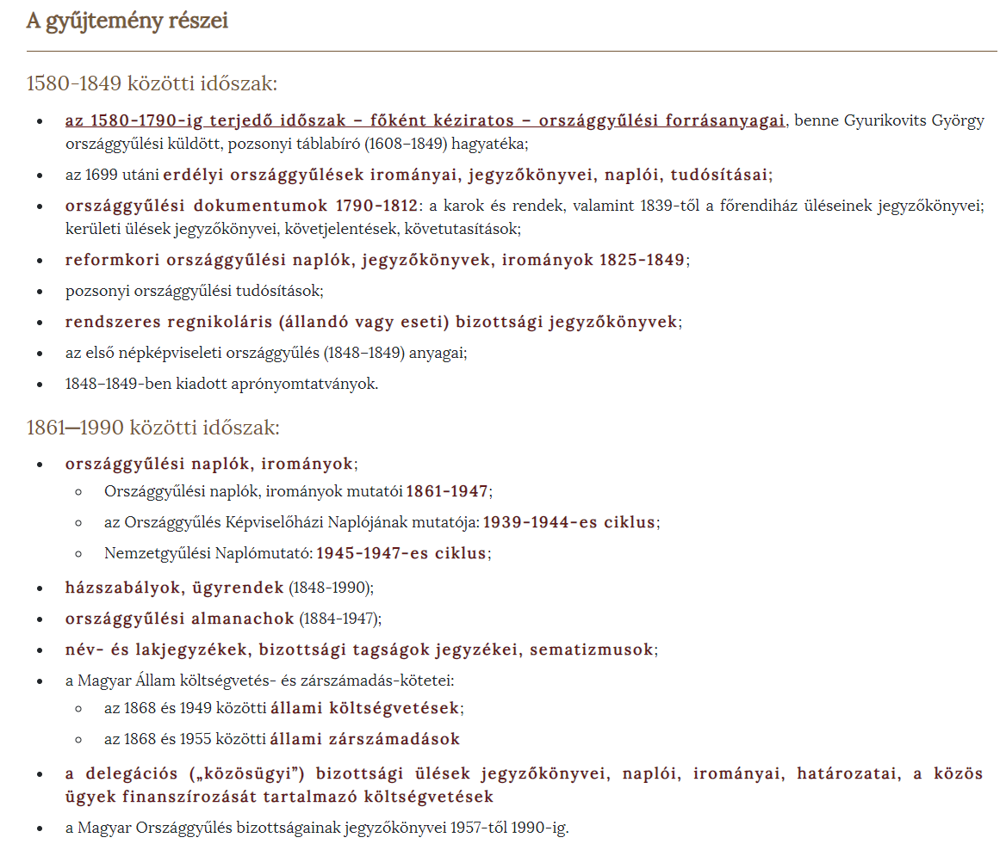 A gyűjtemény részei
1580-1849 közötti időszak:
• az 1580-1790-ig terjedő időszak – főként kéziratos – országgyűlési forrásanyagai, benne Gyurikovits György
országgyűlési küldött, pozsonyi táblabíró (1608–1849) hagyatéka;
• az 1699 utáni erdélyi országgyűlések irományai, jegyzőkönyvei, naplói, tudósításai;
• országgyűlési dokumentumok 1790-1812: a karok és rendek, valamint 1839-től a főrendiház üléseinek jegyzőkönyvei;
kerületi ülések jegyzőkönyvei, követjelentések, követutasítások;
• reformkori országgyűlési naplók, jegyzőkönyvek, irományok 1825-1849;
• pozsonyi országgyűlési tudósítások;
• rendszeres regnikoláris (állandó vagy eseti) bizottsági jegyzőkönyvek;
• az első népképviseleti országgyűlés (1848–1849) anyagai;
• 1848–1849-ben kiadott aprónyomtatványok.
1861—1990 közötti időszak:
• országgyűlési naplók, irományok;
◦ Országgyűlési naplók, irományok mutatói 1861-1947;
◦ az Országgyűlés Képviselőházi Naplójának mutatója: 1939-1944-es ciklus;
◦ Nemzetgyűlési Naplómutató: 1945-1947-es ciklus;
• házszabályok, ügyrendek (1848-1990);
• országgyűlési almanachok (1884-1947);
• név- és lakjegyzékek, bizottsági tagságok jegyzékei, sematizmusok;
• a Magyar Állam költségvetés- és zárszámadás-kötetei:
◦ az 1868 és 1949 közötti állami költségvetések;
◦ az 1868 és 1955 közötti állami zárszámadások
• a delegációs („közösügyi”) bizottsági ülések jegyzőkönyvei, naplói, irományai, határozatai, a közös
ügyek finanszírozását tartalmazó költségvetések
• a Magyar Országgyűlés bizottságainak jegyzőkönyvei 1957-től 1990-ig.